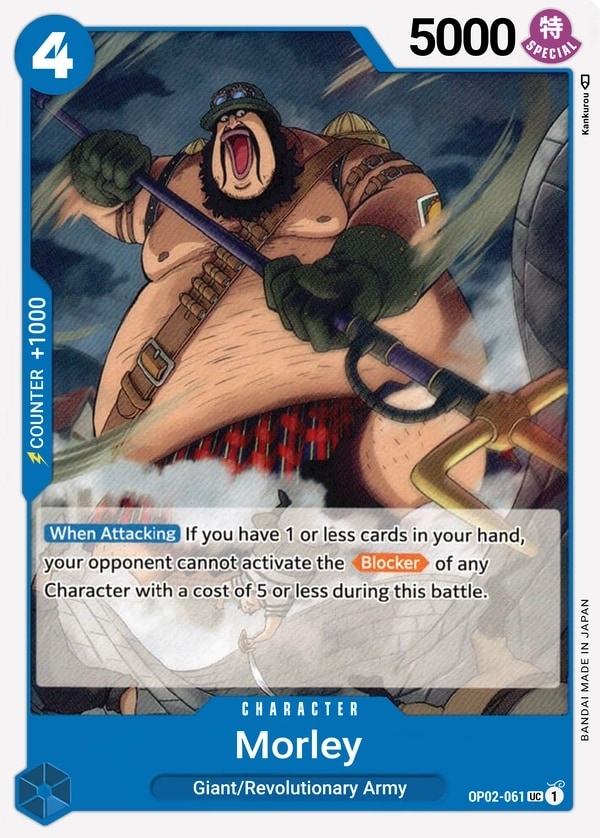 4
5000
特
SPECIAL
Kankurou
COUNTER +1000
When Attacking If you have 1 or less cards in your hand,
your opponent cannot activate the Blocker of any
Character with a cost of 5 or less during this battle.
BANDAI MADE IN JAPAN
CHARACTER
Morley
Giant/Revolutionary Army
OP02-061 UC 1